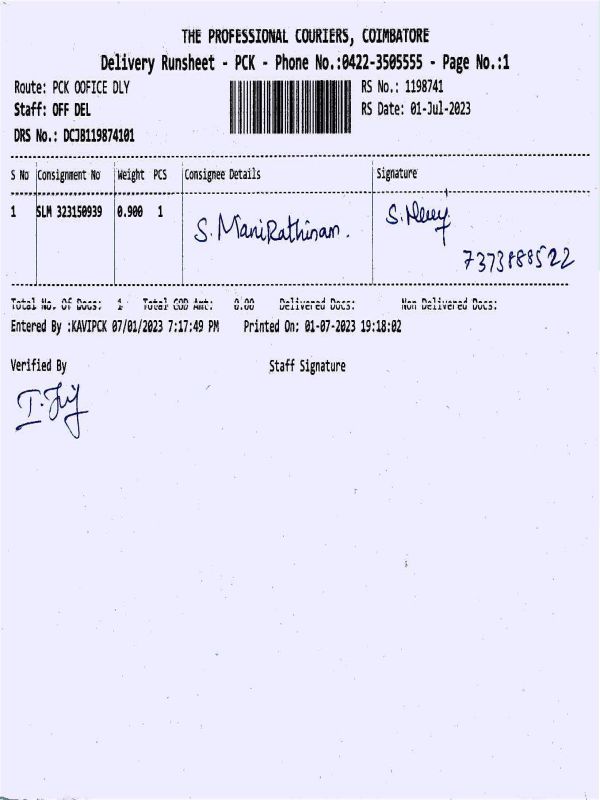 THE PROFESSIONAL COURIERS, COIMBATORE
Delivery Runsheet - PCK - Phone No.:0422-3505555 - Page No.:1
Route: PCK OOFICE DLY RS No.: 1198741
Staff: OFF DEL RS Date: 01-Jul-2023
DRS No.: DCJB119874101
S No Consignment No Weight PCS Consignee Details Signature
1 SLM 323150939 0.900 1 S. ManiRathinam. S.
7373888522
Total No. Of Docs: 1 Total COD Amt: 0.00 Delivered Docs: Non Delivered Docs:
Entered By :KAVIPCK 07/01/2023 7:17:49 PM Printed On: 01-07-2023 19:18:02
Verified By Staff Signature